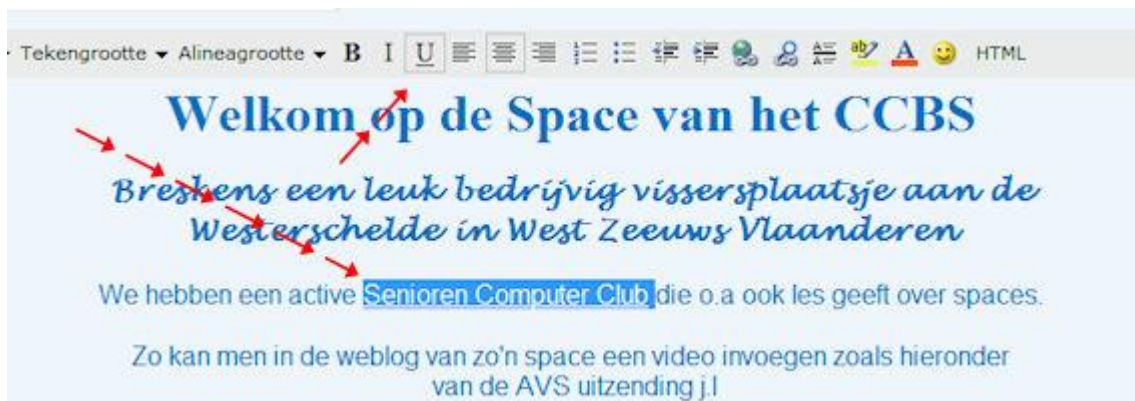 Tekengrootte Alineagrootte B I U HTML
Welkom op de Space van het CCBS
Breskens een leuk bedrijvig vissersplaatsje aan de
Westerschelde in West Zeeuws Vlaanderen
We hebben een active Senioren Computer Club die o.a ook les geeft over spaces.
Zo kan men in de weblog van zo'n space een video invoegen zoals hieronder
van de AVS uitzending j.l